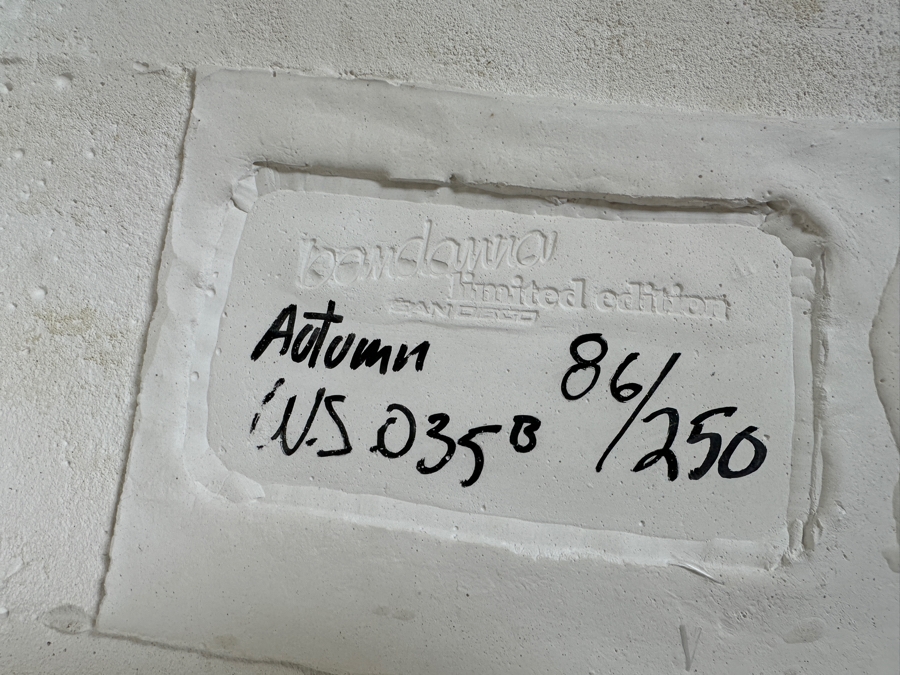 bandanna
limited edition
SAN DIEGO
Autumn
WS 035B
86/250